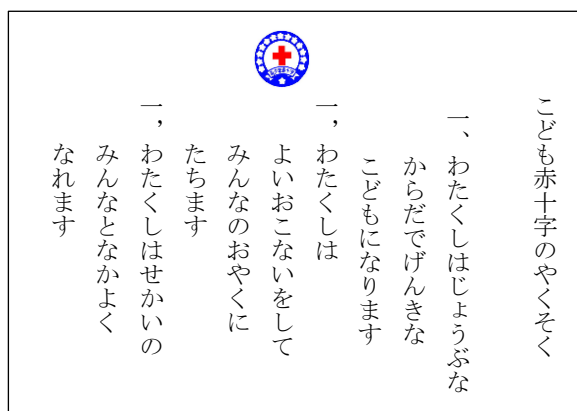 こども赤十字のやくそく
一、わたくしはじょうぶな
からだでげんきな
こどもになります
一，わたくしは
よいおこないをして
みんなのおやくに
たちます
一，わたくしはせかいの
みんなとなかよく
なれます